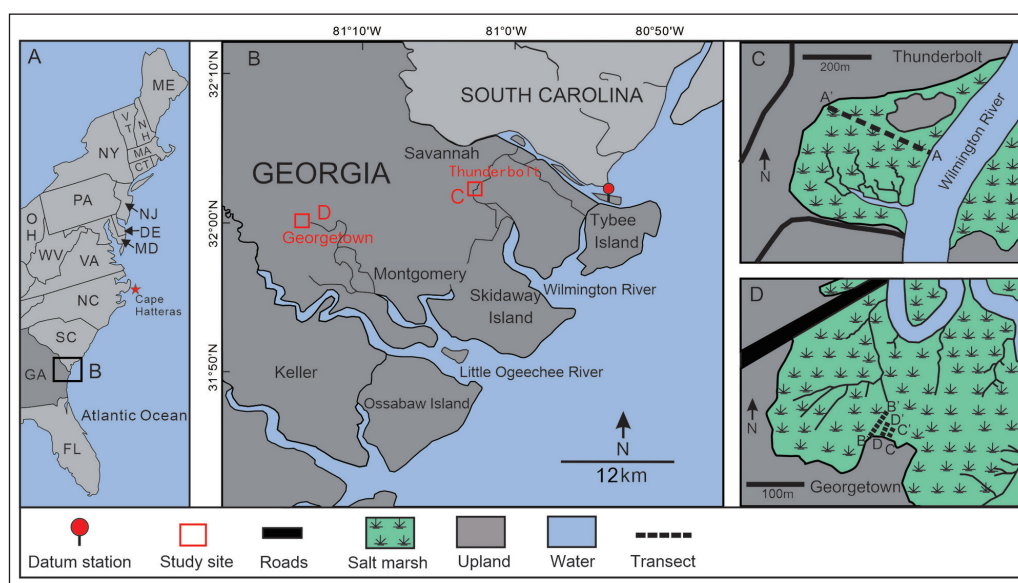 81°10'W
81°0'W
80°50'W
32°10'N
32°00'N
31°50'N
A
ME
VT
NH
NY
MA
CT
PA
NJ
OH
DE
MD
WV
VA
Cape
Hatteras
NC
SC
GA
B
Atlantic Ocean
FL
B
SOUTH CAROLINA
Savannah
GEORGIA
Thunderbolt
C
D
Georgetown
Tybee
Island
Montgomery
Wilmington River
Skidaway
Island
Keller
Little Ogeechee River
Ossabaw Island
N
12km
C
Thunderbolt
200m
A'
A
N
Wilmington River
D
B'
D'
C'
B
D
C
N
100m
Georgetown
Datum station
Study site
Roads
Salt marsh
Upland
Water
Transect